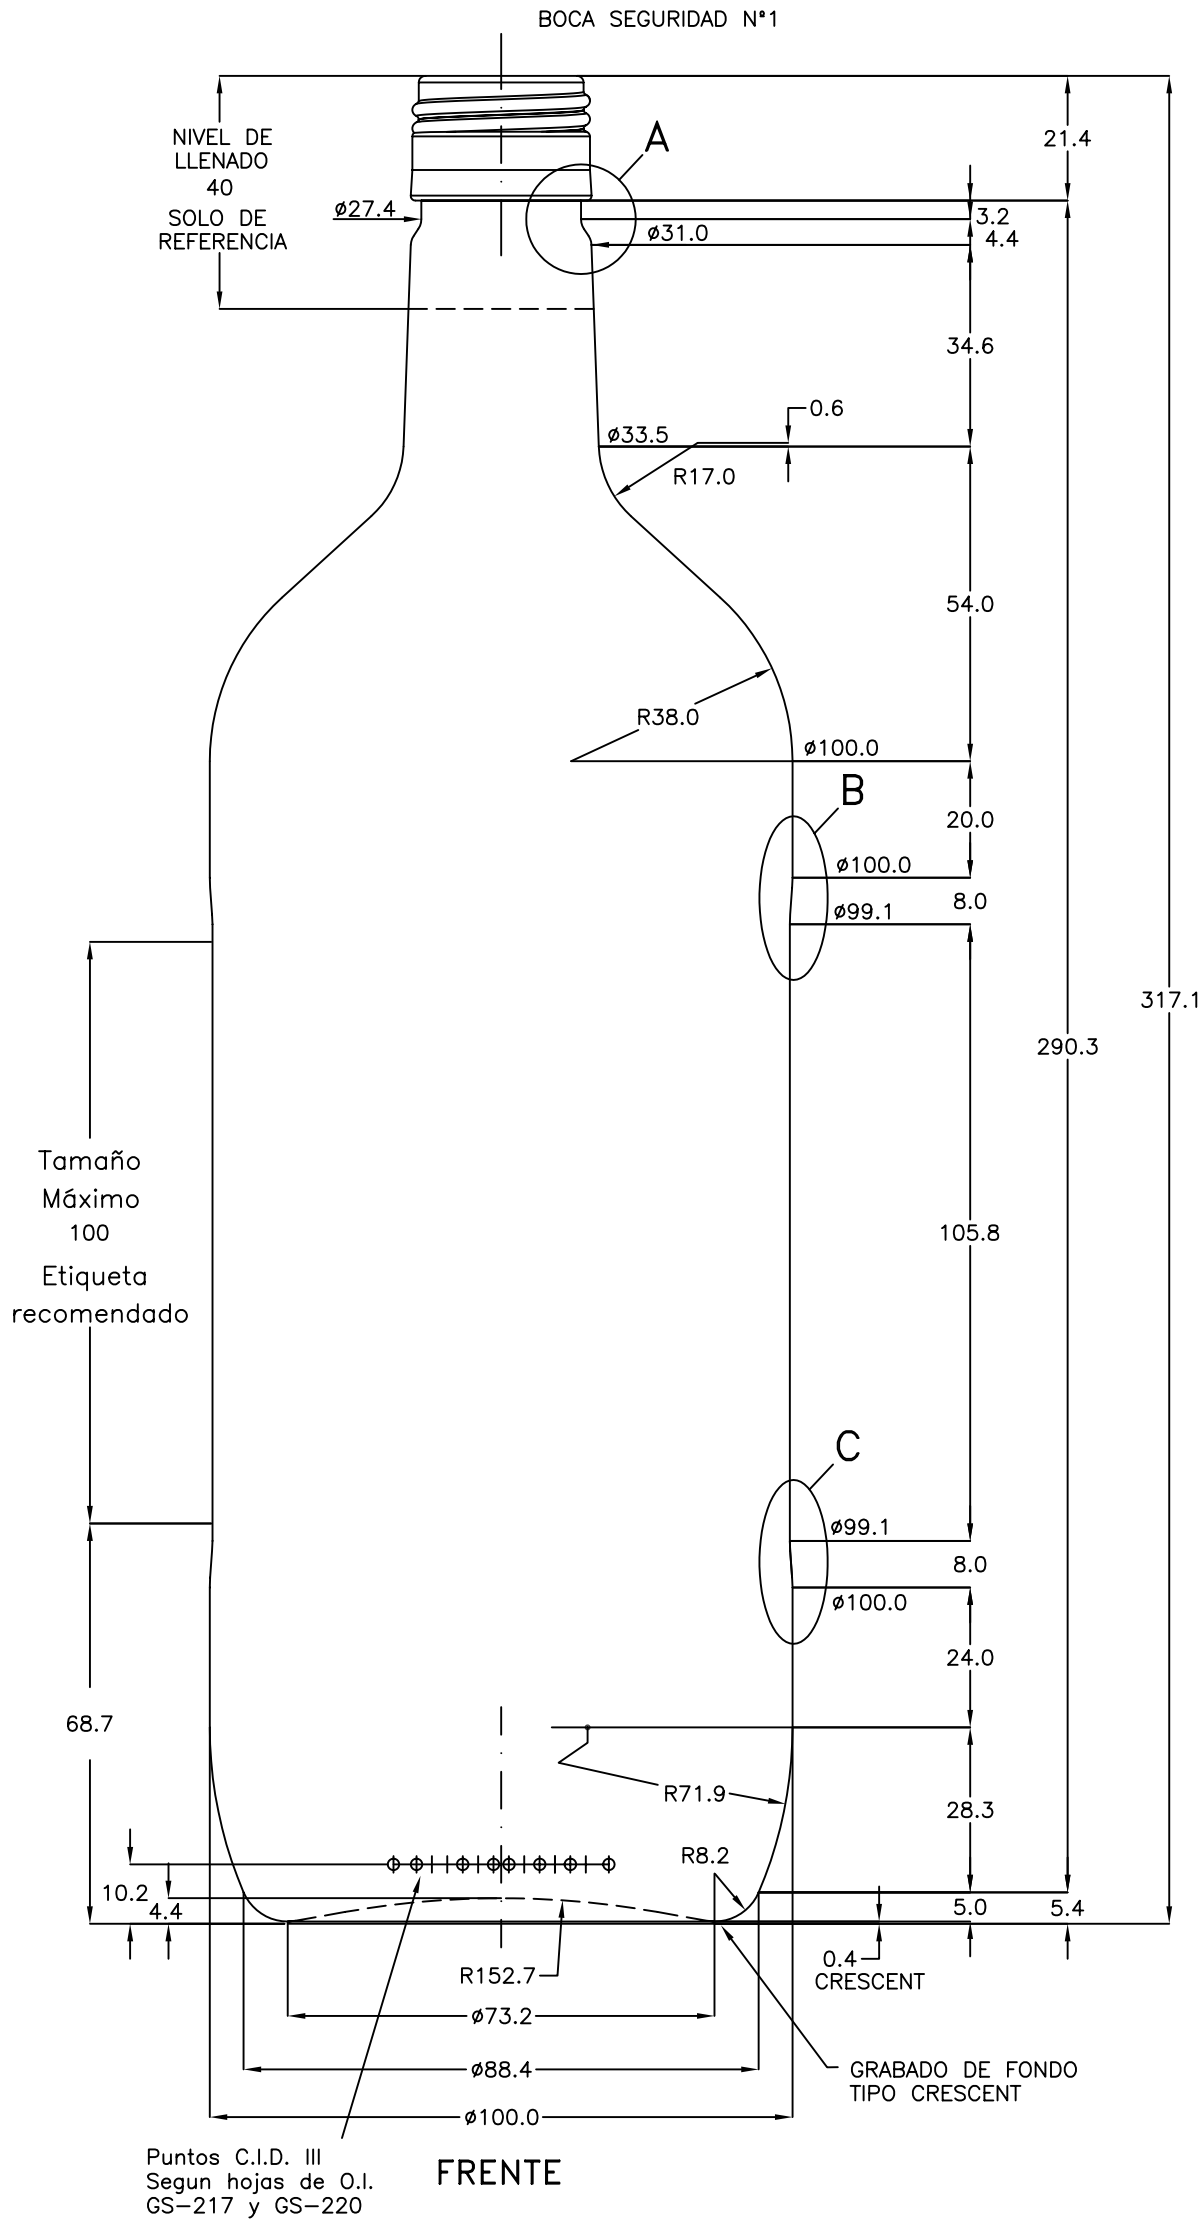 BOCA SEGURIDAD Nº1
NIVEL DE
LLENADO
40
SOLO DE
REFERENCIA
A
21.4
ø27.4
3.2
ø31.0
4.4
34.6
0.6
ø33.5
R17.0
54.0
R38.0
ø100.0
B
20.0
ø100.0
8.0
ø99.1
317.1
290.3
Tamaño
Máximo
100
Etiqueta
recomendado
105.8
C
ø99.1
8.0
ø100.0
24.0
68.7
R71.9
28.3
R8.2
10.2
4.4
5.0
5.4
0.4
CRESCENT
R152.7
ø73.2
ø88.4
GRABADO DE FONDO
TIPO CRESCENT
ø100.0
Puntos C.I.D. III
Segun hojas de O.I.
GS-217 y GS-220
FRENTE